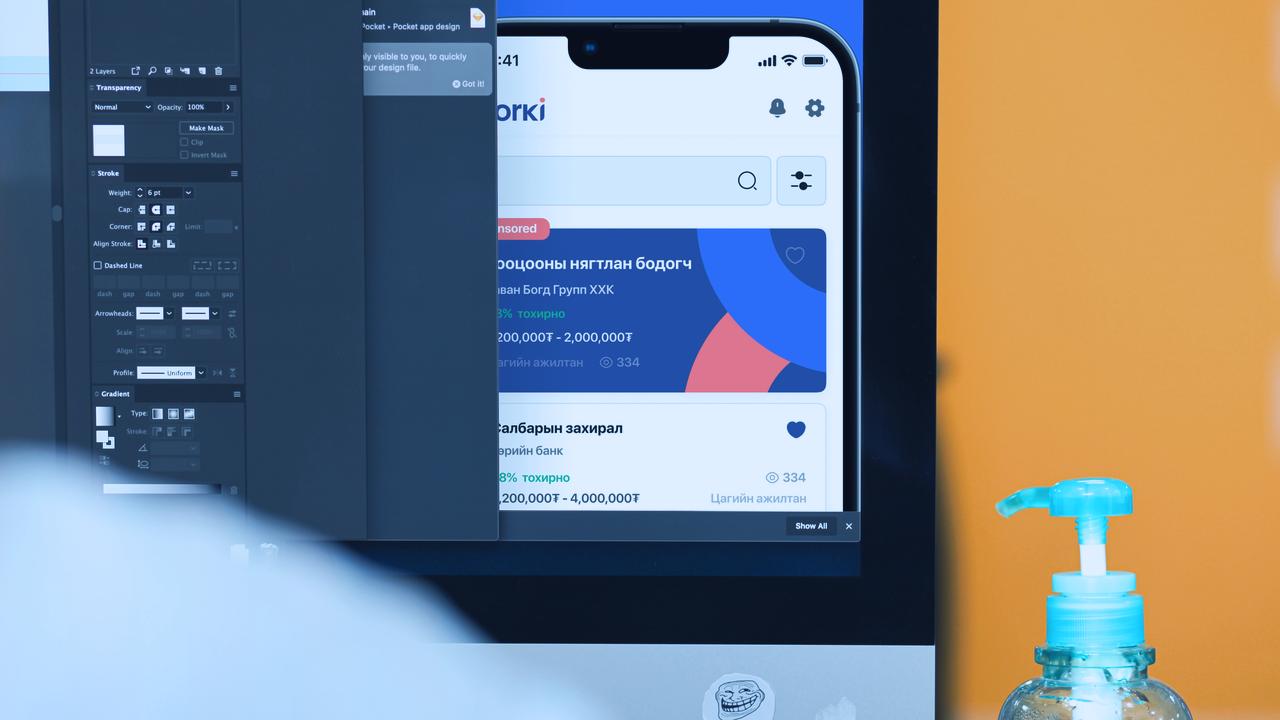 2 Layers
Transparency
Normal Opacity: 100%
Make Mask
Clip
Invert Mask
Stroke
Weight: 6 pt
Cap:
Corner: Limit:
Align Stroke:
Dashed Line
dash gap dash gap dash gap
Arrowheads:
Scale:
Align:
Profile: Uniform
Gradient
Type:
Stroke:
ain
Pocket ▸ Pocket app design
ly visible to you, to quickly
our design file.
Got it!
:41
orki
nsored
ооцооны нягтлан бодогч
ван Богд Групп ХХК
8% тохирно
200,000₮ - 2,000,000₮
агийн ажилтан 334
Салбарын захирал
өрийн банк
8% тохирно 334
,200,000₮ - 4,000,000₮ Цагийн ажилтан
Show All